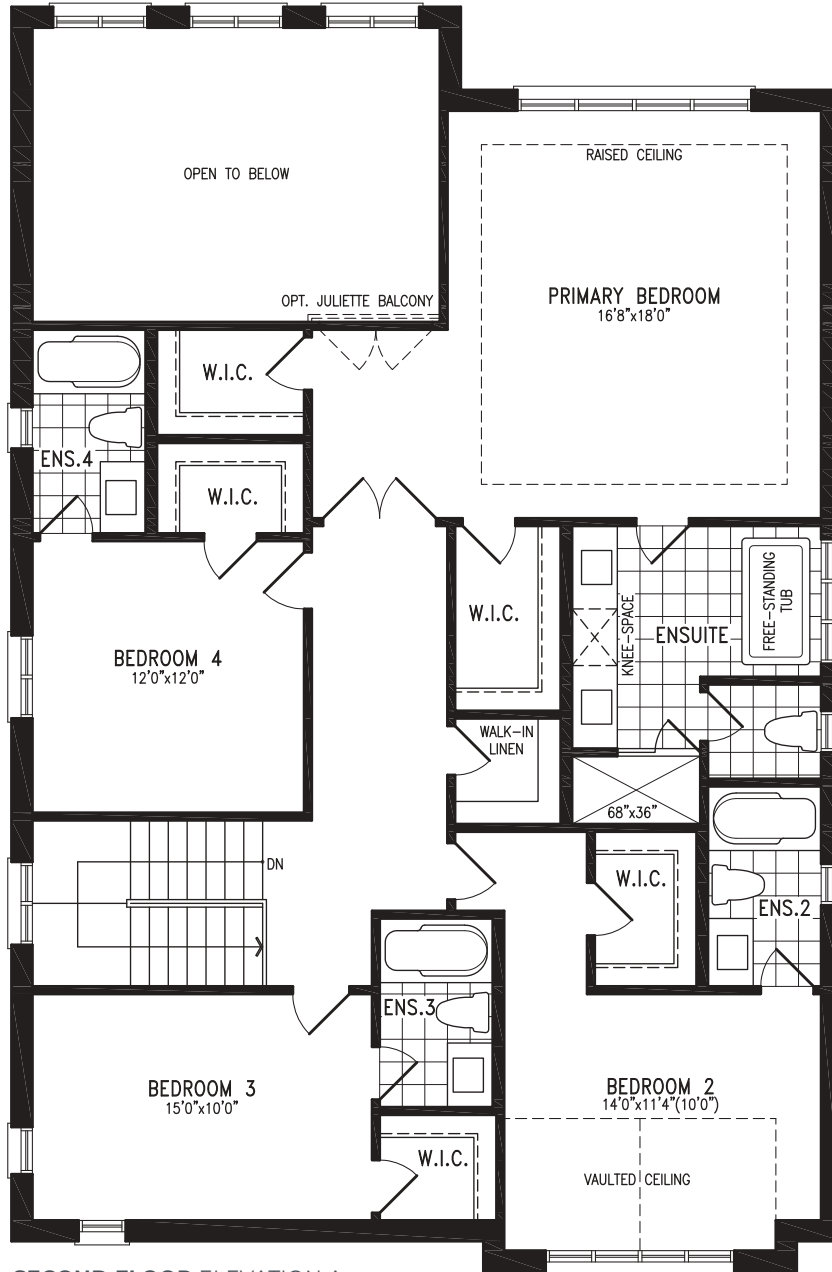 OPEN TO BELOW
RAISED CEILING
OPT. JULIETTE BALCONY
PRIMARY BEDROOM
16'8"x18'0"
W.I.C.
ENS.4
W.I.C.
BEDROOM 4
12'0"x12'0"
W.I.C.
KNEE-SPACE
ENSUITE
FREE-STANDING
TUB
WALK-IN
LINEN
68"x36"
DN
W.I.C.
ENS.2
ENS.3
BEDROOM 3
15'0"x10'0"
BEDROOM 2
14'0"x11'4"(10'0")
W.I.C.
VAULTED CEILING